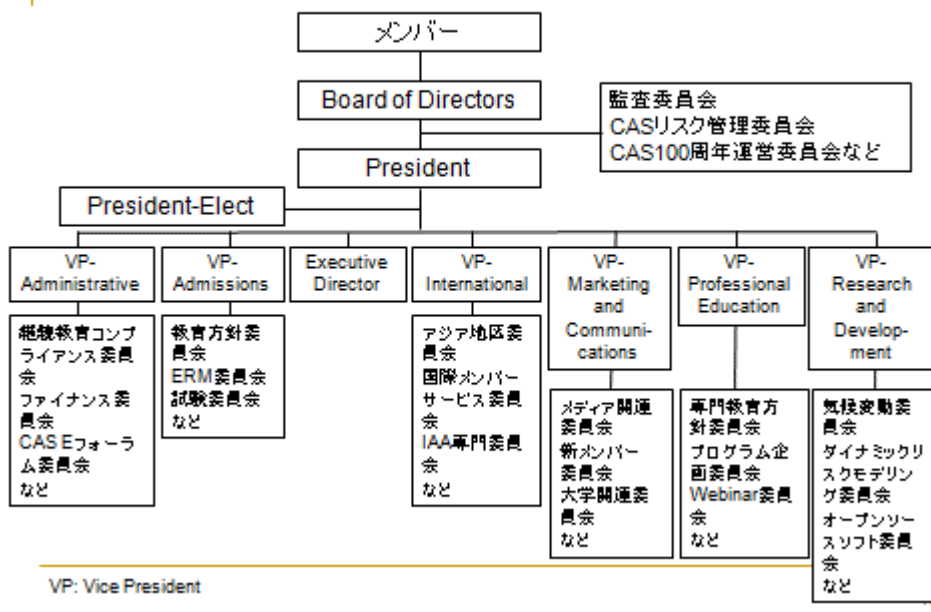 メンバー
Board of Directors
監査委員会
CASリスク管理委員会
CAS100周年運営委員会など
President
President-Elect
VP-
Administrative
VP-
Admissions
Executive
Director
VP-
International
VP-
Marketing
and
Communi-
cations
VP-
Professional
Education
VP-
Research
and
Develop-
ment
継続教育コンプ
ライアンス委員
会
ファイナンス委
員会
CAS Eフォーラ
ム委員会
など
教育方針委
員会
ERM委員会
試験委員会
など
アジア地区委
員会
国際メンバー
サービス委員
会
IAA専門委員
会
など
メディア関連
委員会
新メンバー
委員会
大学関連委
員会
など
専門教育方
針委員会
プログラム企
画委員会
Webinar委員
会
など
気候変動委
員会
ダイナミックリ
スクモデリン
グ委員会
オープンソー
スソフト委員
会
など
VP: Vice President